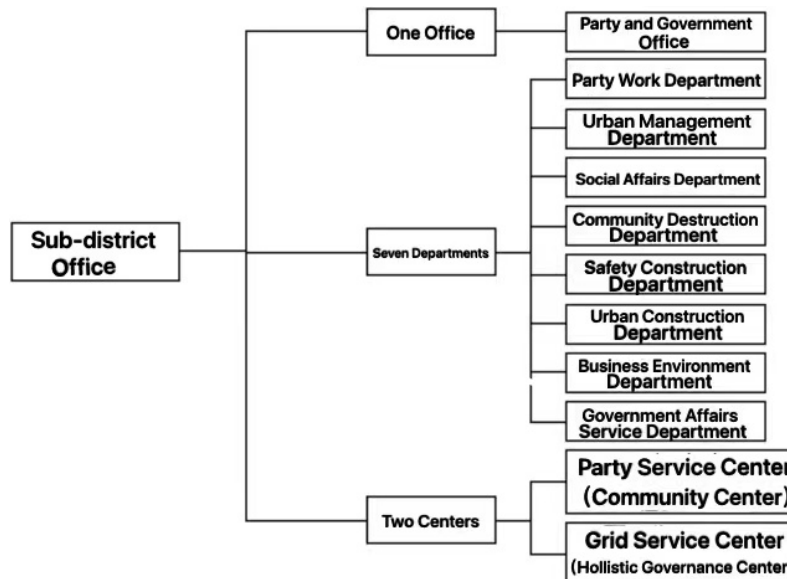 One Office
Party and Government
Office
Party Work Department
Urban Management
Department
Social Affairs Department
Sub-district
Office
Seven Departments
Community Destruction
Department
Safety Construction
Department
Urban Construction
Department
Business Environment
Department
Government Affairs
Service Department
Two Centers
Party Service Center
(Community Center)
Grid Service Center
(Hollistic Governance Center